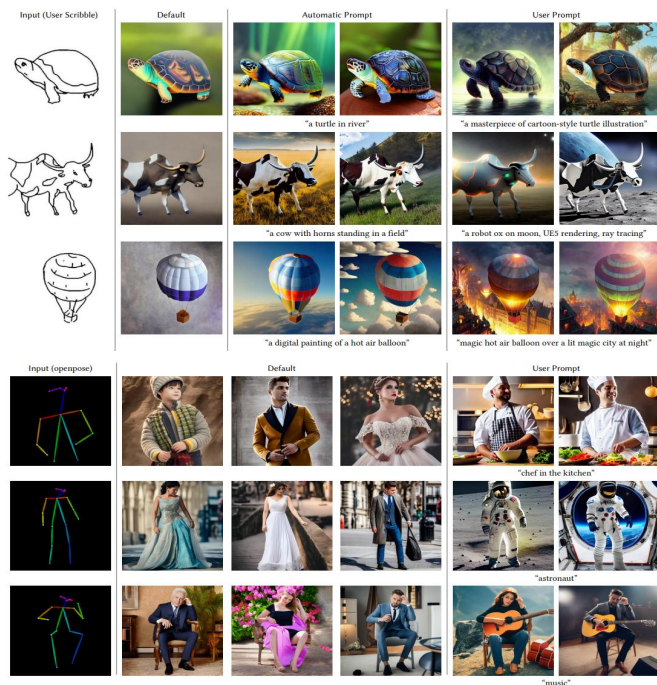 Input (User Scribble) Default Automatic Prompt User Prompt
“a turtle in river” “a masterpiece of cartoon-style turtle illustration”
“a cow with horns standing in a field” “a robot ox on moon, UE5 rendering, ray tracing”
“a digital painting of a hot air balloon” “magic hot air balloon over a lit magic city at night”
Input (openpose) Default User Prompt
“chef in the kitchen”
“astronaut”
“music”